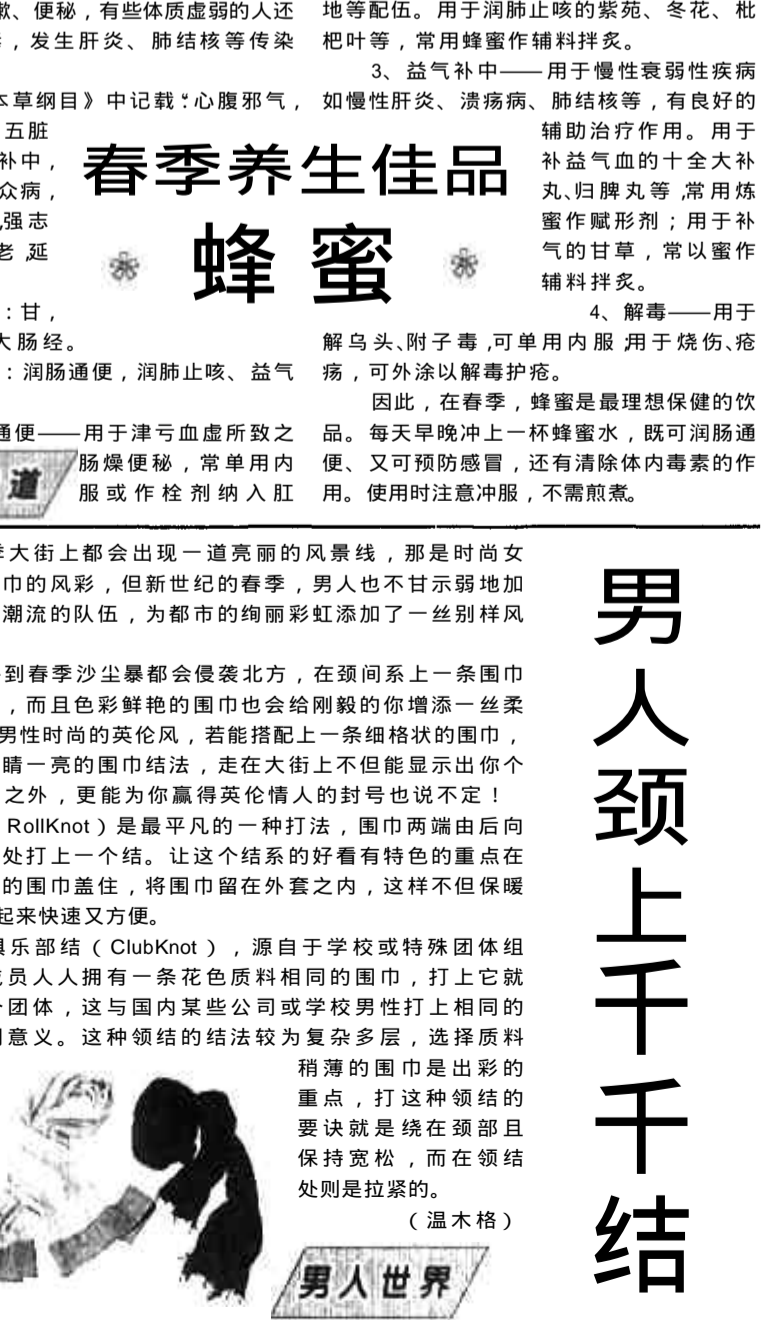 春季养生佳品
蜂蜜
嗽、便秘，有些体质虚弱的人还
，发生肝炎、肺结核等传染
本草纲目》中记载：“心腹邪气，
五脏
补中，
众病，
强志
老，延
：甘，
大肠经。
：润肠通便，润肺止咳、益气
通便——用于津亏血虚所致之
肠燥便秘，常单用内
服或作栓剂纳入肛
道
地等配伍。用于润肺止咳的紫苑、冬花、枇
杷叶等，常用蜂蜜作辅料拌炙。
3、益气补中——用于慢性衰弱性疾病
如慢性肝炎、溃疡病、肺结核等，有良好的
辅助治疗作用。用于
补益气血的十全大补
丸、归脾丸等，常用炼
蜜作赋形剂；用于补
气的甘草，常以蜜作
辅料拌炙。
4、解毒——用于
解乌头、附子毒，可单用内服，用于烧伤、疮
疡，可外涂以解毒护疮。
因此，在春季，蜂蜜是最理想保健的饮
品。每天早晚冲上一杯蜂蜜水，既可润肠通
便、又可预防感冒，还有清除体内毒素的作
用。使用时注意冲服，不需煎煮。
男人颈上千千结
大街上都会出现一道亮丽的风景线，那是时尚女
巾的风彩，但新世纪的春季，男人也不甘示弱地加
潮流的队伍，为都市的绚丽彩虹添加了一丝别样风
到春季沙尘暴都会侵袭北方，在颈间系上一条围巾
，而且色彩鲜艳的围巾也会给刚毅的你增添一丝柔
男性时尚的英伦风，若能搭配上一条细格状的围巾，
睛一亮的围巾结法，走在大街上不但能显示出你个
之外，更能为你赢得英伦情人的封号也说不定！
RollKnot）是最平凡的一种打法，围巾两端由后向
处打上一个结。让这个结系的好看有特色的重点在
的围巾盖住，将围巾留在外套之内，这样不但保暖
起来快速又方便。
俱乐部结（ClubKnot），源自于学校或特殊团体组
成员人人拥有一条花色质料相同的围巾，打上它就
团体，这与国内某些公司或学校男性打上相同的
意义。这种领结的结法较为复杂多层，选择质料
稍薄的围巾是出彩的
重点，打这种领结的
要诀就是绕在颈部且
保持宽松，而在领结
处则是拉紧的。
（温木格）
男人世界